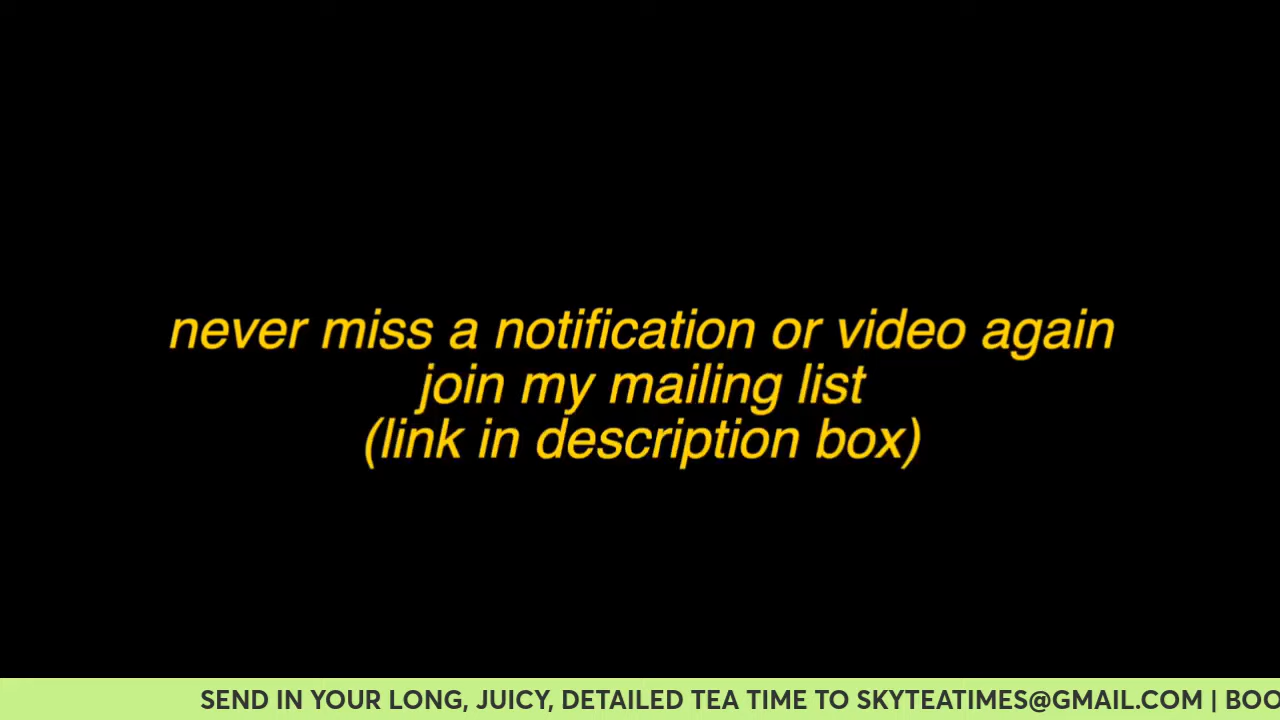 never miss a notification or video again
join my mailing list
(link in description box)
SEND IN YOUR LONG, JUICY, DETAILED TEA TIME TO SKYTEATIMES@GMAIL.COM | BOO